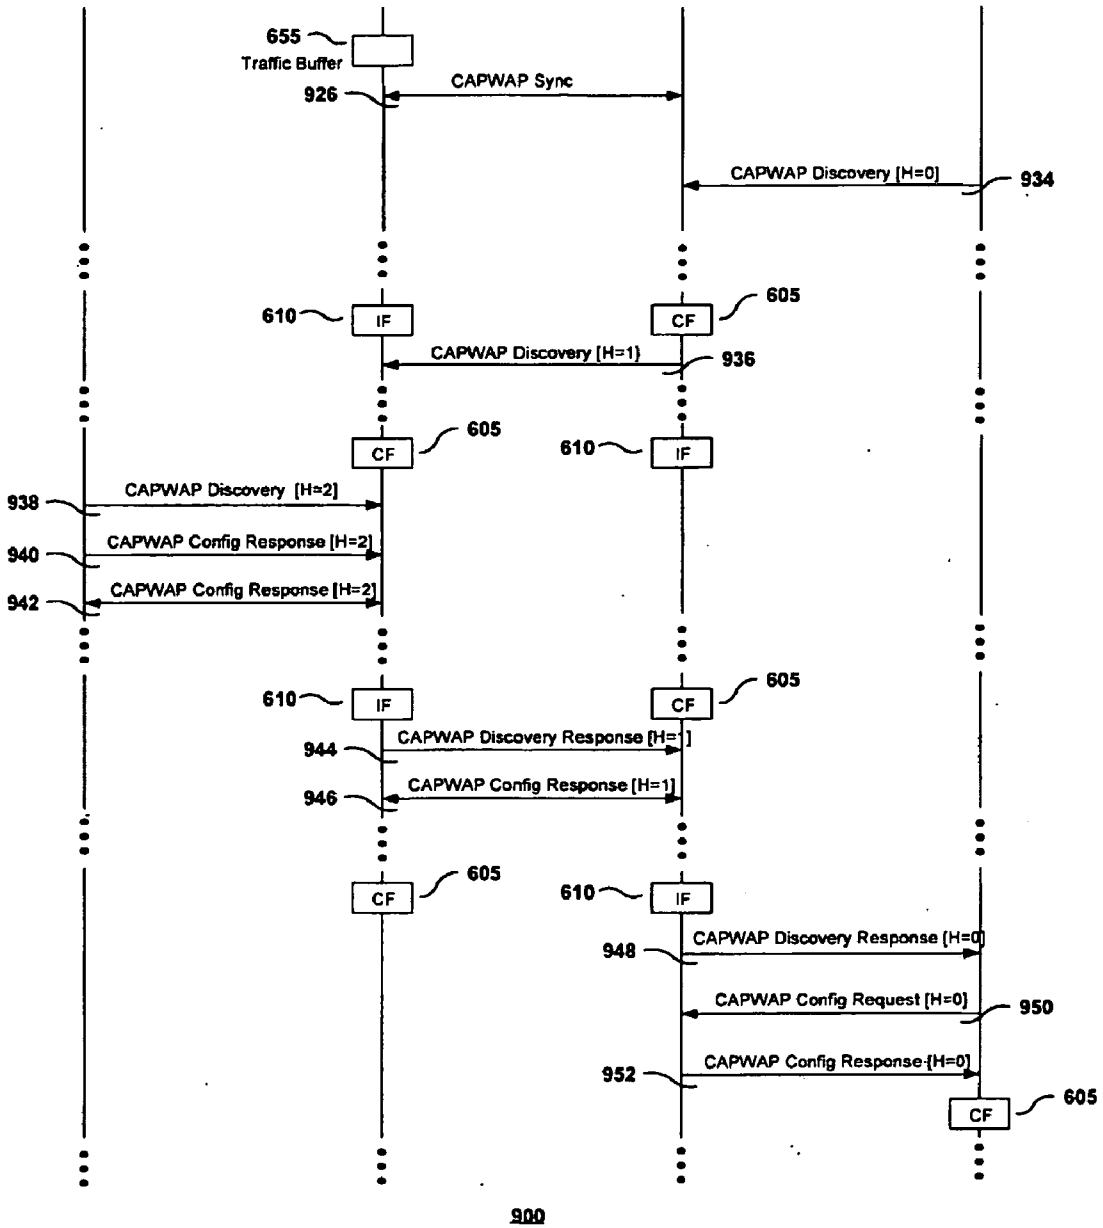 655
Traffic Buffer
CAPWAP Sync
926
CAPWAP Discovery [H=0]
934
610
IF
605
CF
CAPWAP Discovery [H=1]
936
605
CF
610
IF
938
CAPWAP Discovery [H=2]
940
CAPWAP Config Response [H=2]
942
CAPWAP Config Response [H=2]
610
IF
605
CF
944
CAPWAP Discovery Response [H=1]
946
CAPWAP Config Response [H=1]
605
CF
610
IF
948
CAPWAP Discovery Response [H=0]
CAPWAP Config Request [H=0]
950
952
CAPWAP Config Response [H=0]
605
CF
900